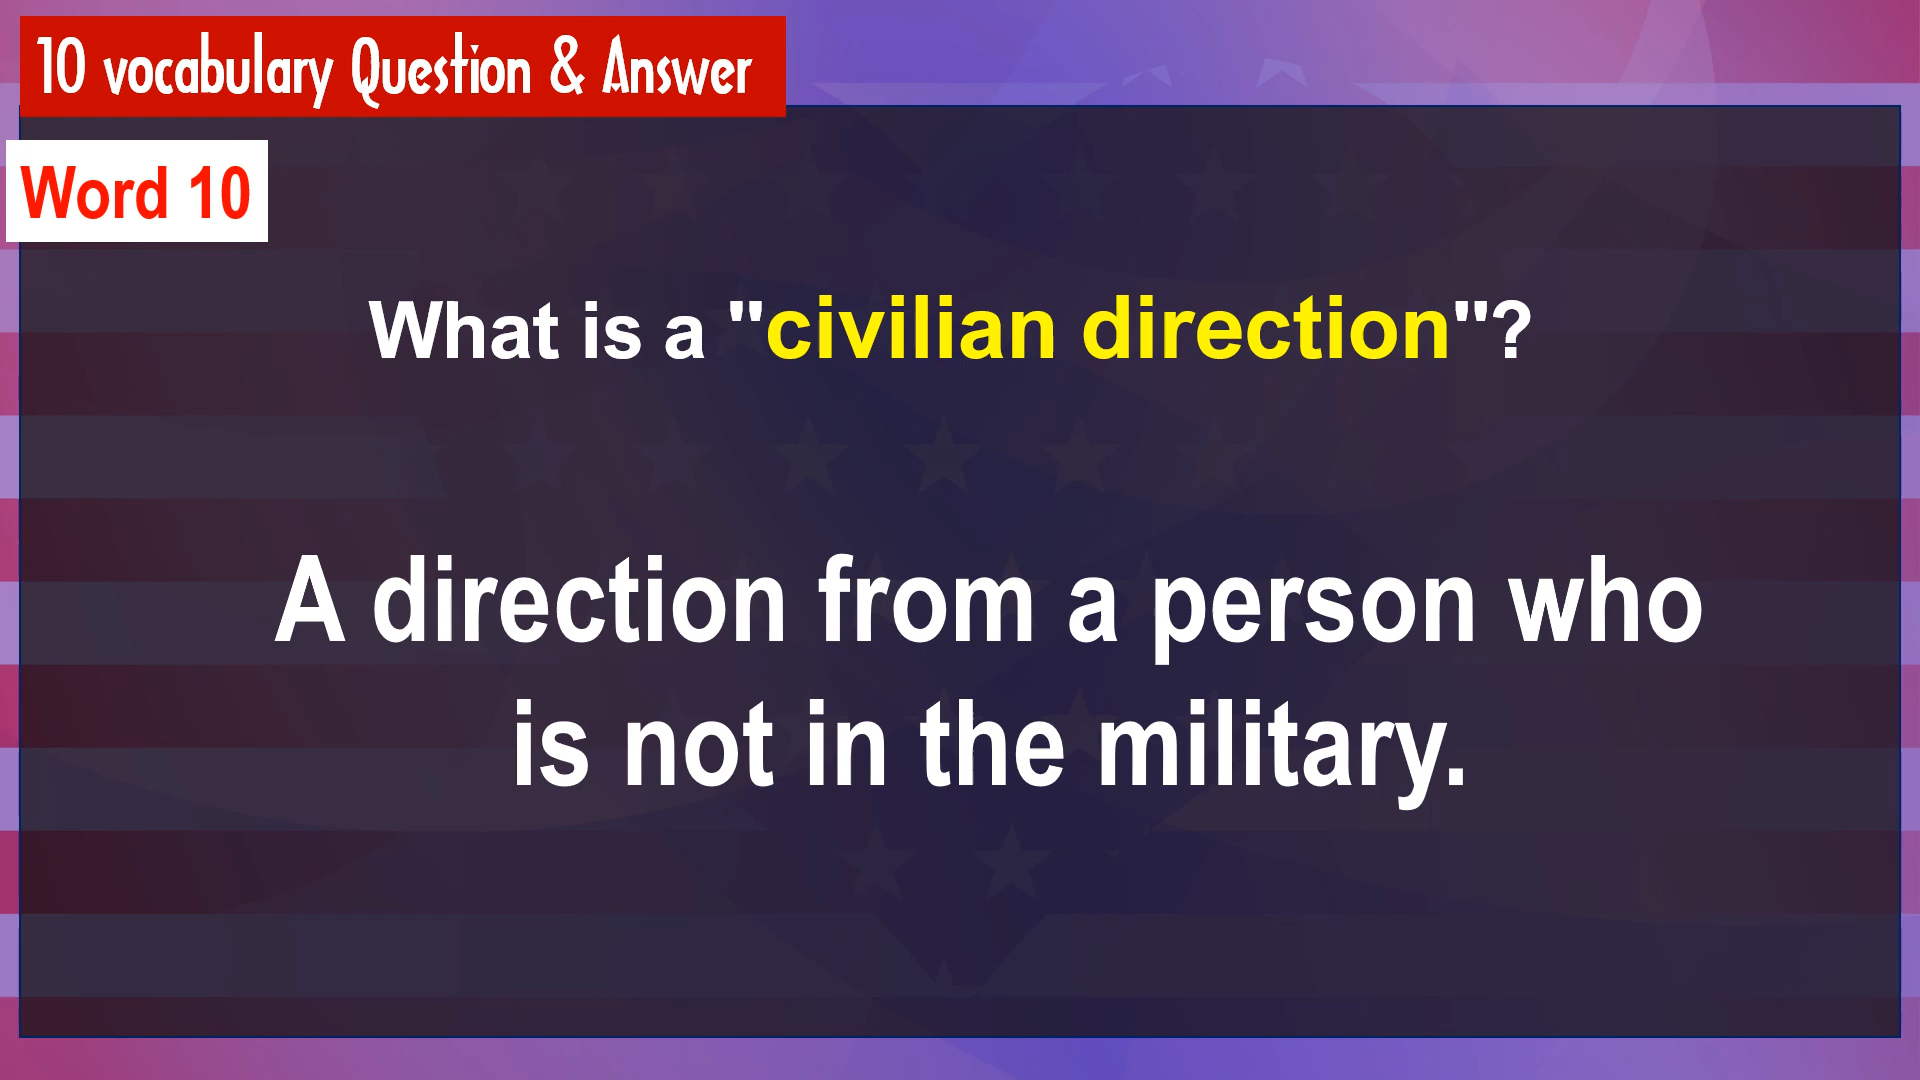 10 vocabulary Question & Answer
Word 10
What is a "civilian direction"?
A direction from a person who
is not in the military.